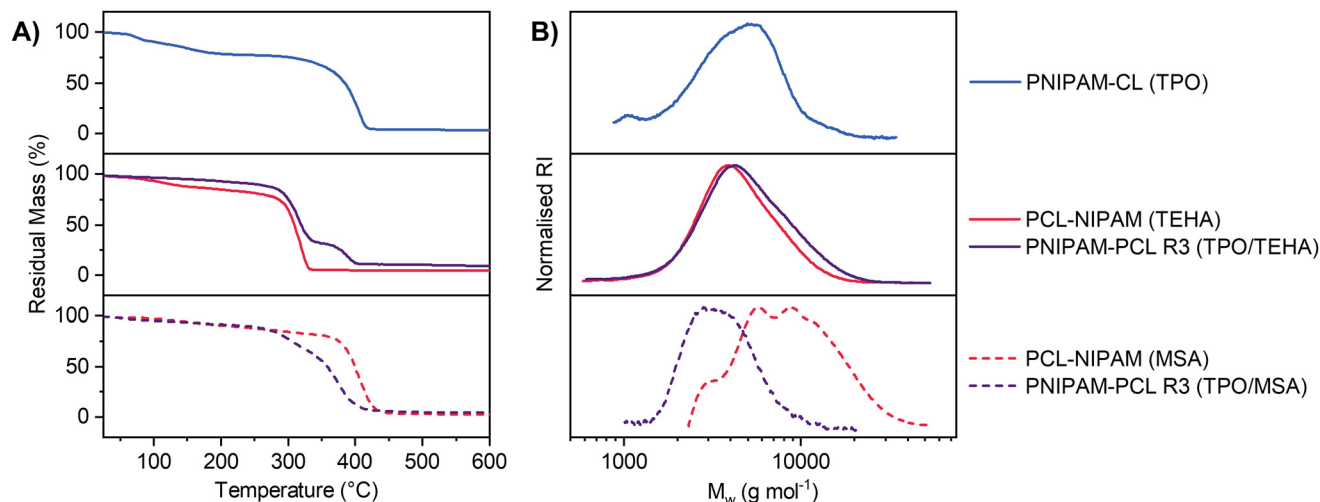 A)
Residual Mass (%)
100
50
0
100
50
0
100
50
0
100 200 300 400 500 600
Temperature (°C)
B)
Normalised RI
1000 10000
M_w (g mol⁻¹)
PNIPAM-CL (TPO)
PCL-NIPAM (TEHA)
PNIPAM-PCL R3 (TPO/TEHA)
PCL-NIPAM (MSA)
PNIPAM-PCL R3 (TPO/MSA)